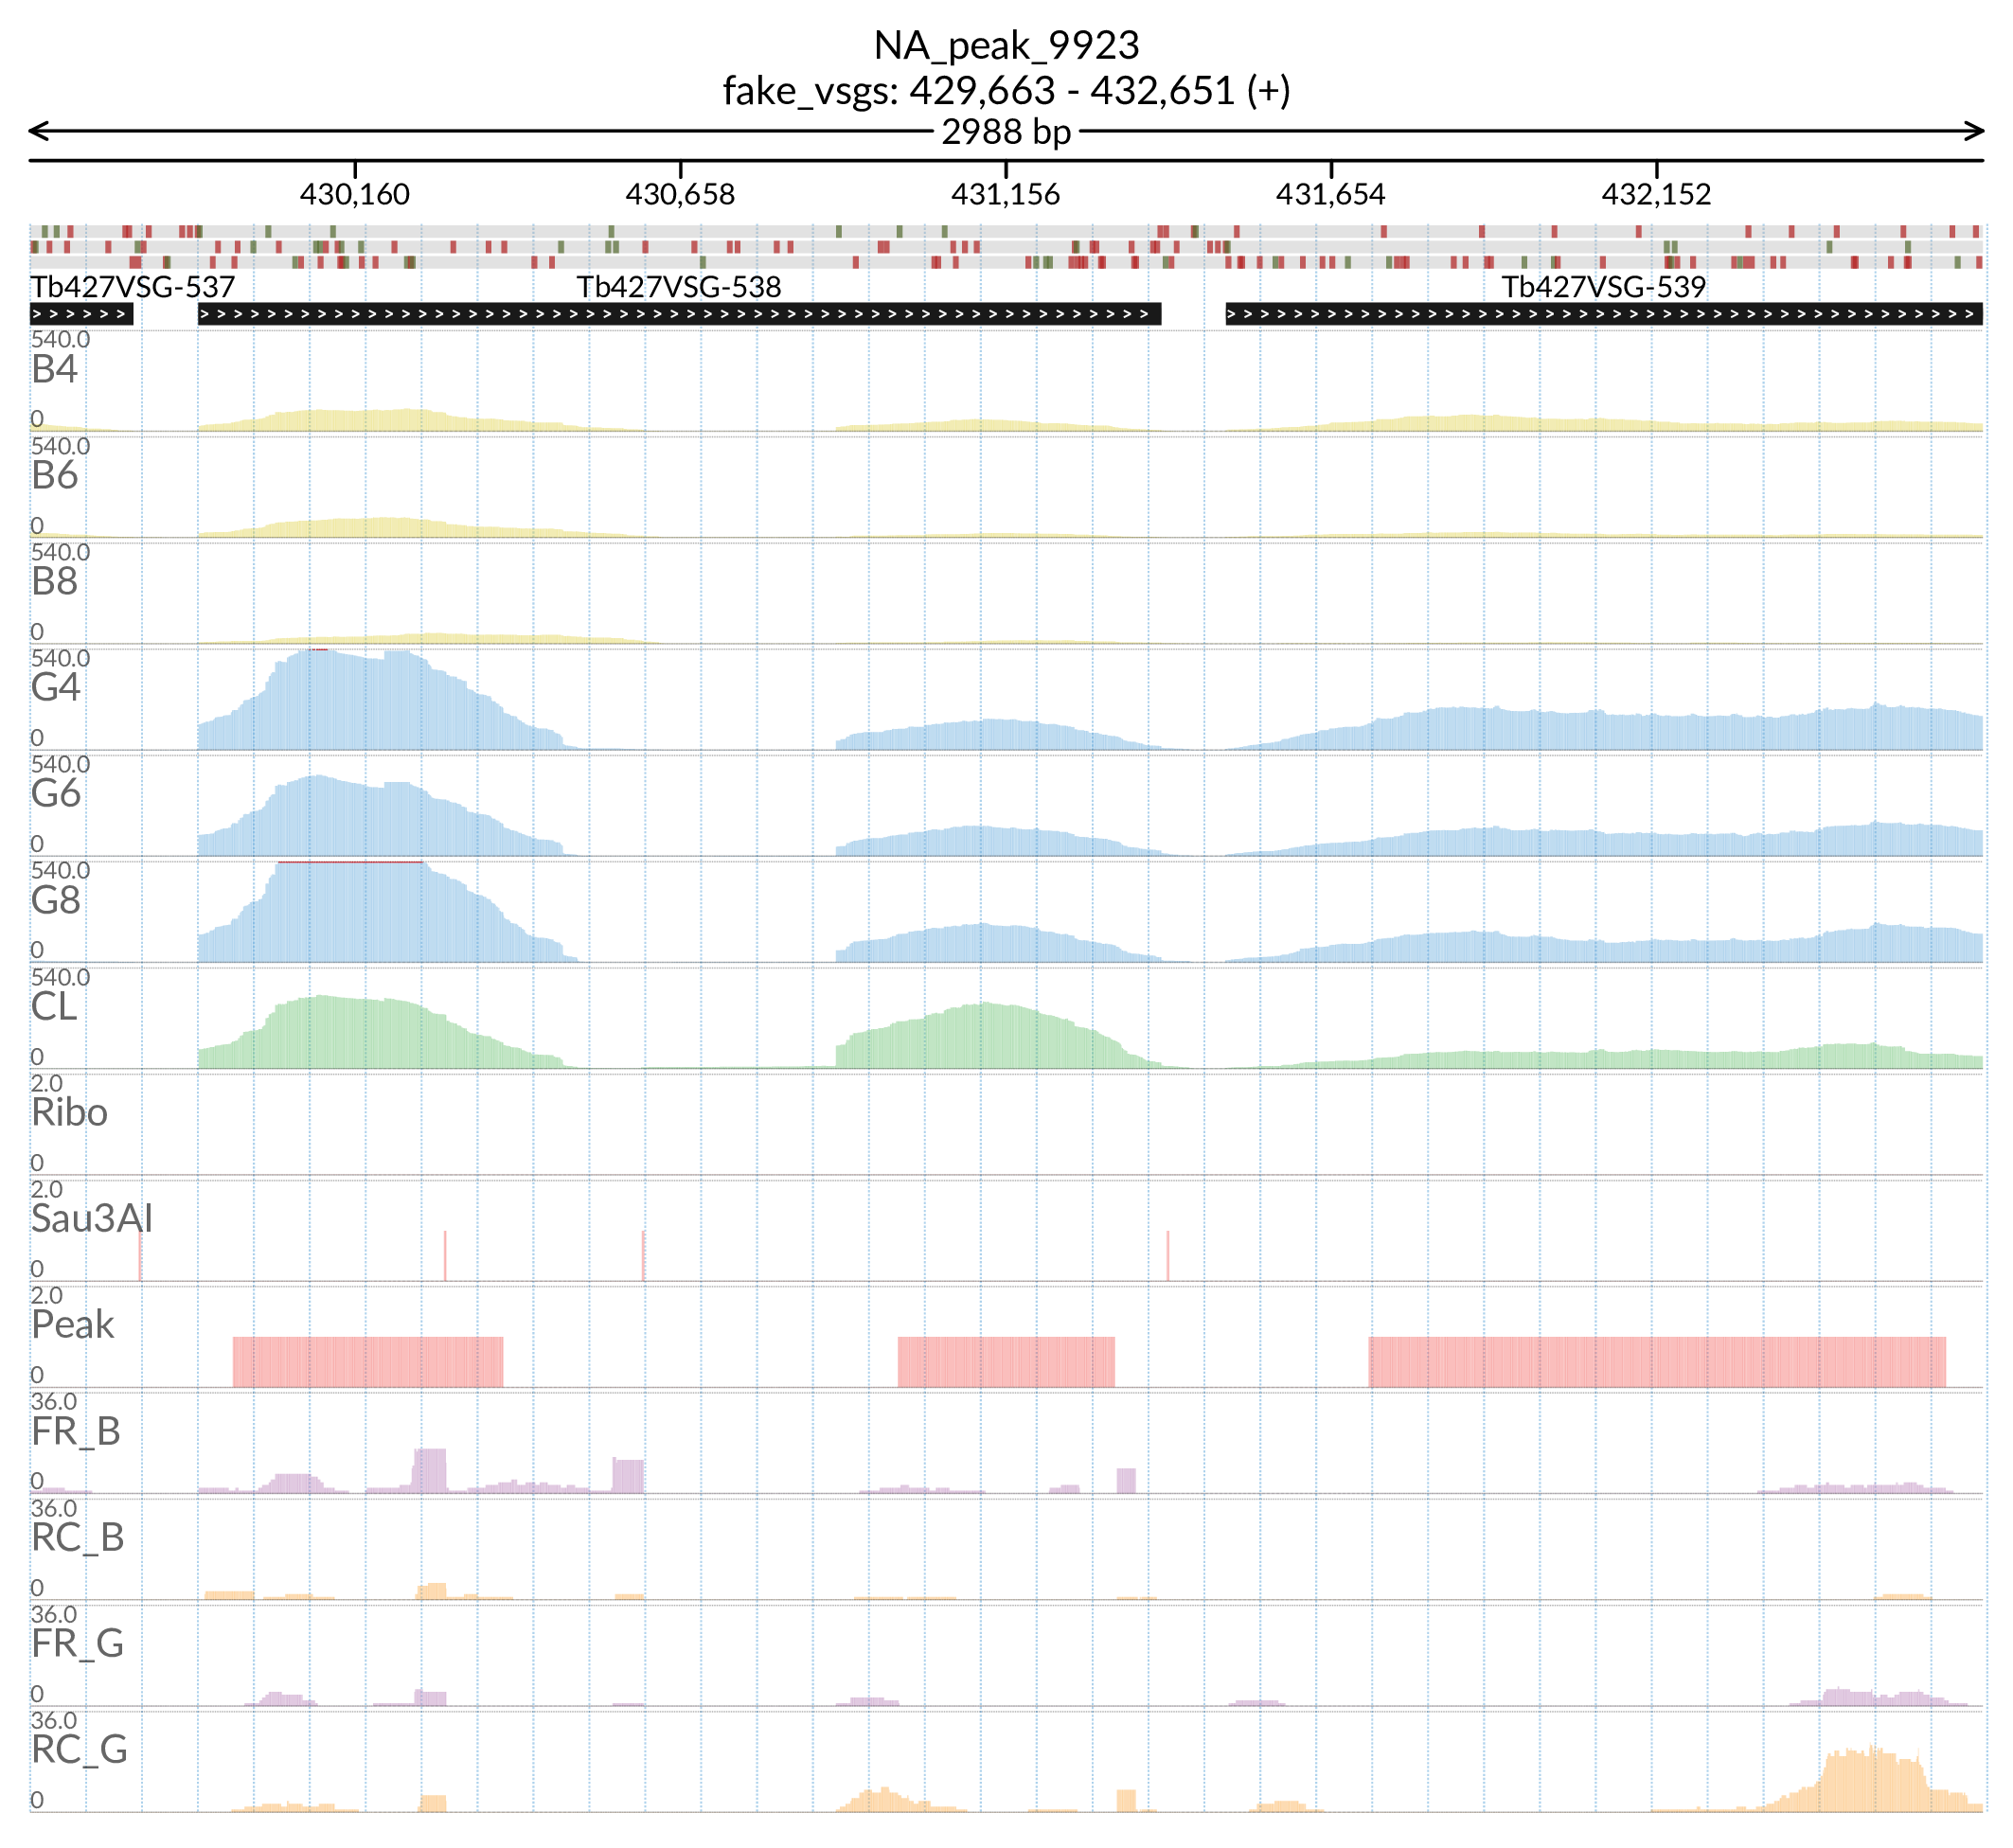 NA_peak_9923
fake_vsgs: 429,663 - 432,651 (+)
2988 bp
430,160 430,658 431,156 431,654 432,152
Tb427VSG-537 Tb427VSG-538 Tb427VSG-539
540.0
B4
0
540.0
B6
0
540.0
B8
0
540.0
G4
0
540.0
G6
0
540.0
G8
0
540.0
CL
0
2.0
Ribo
0
2.0
Sau3AI
0
2.0
Peak
0
36.0
FR_B
0
36.0
RC_B
0
36.0
FR_G
0
36.0
RC_G
0